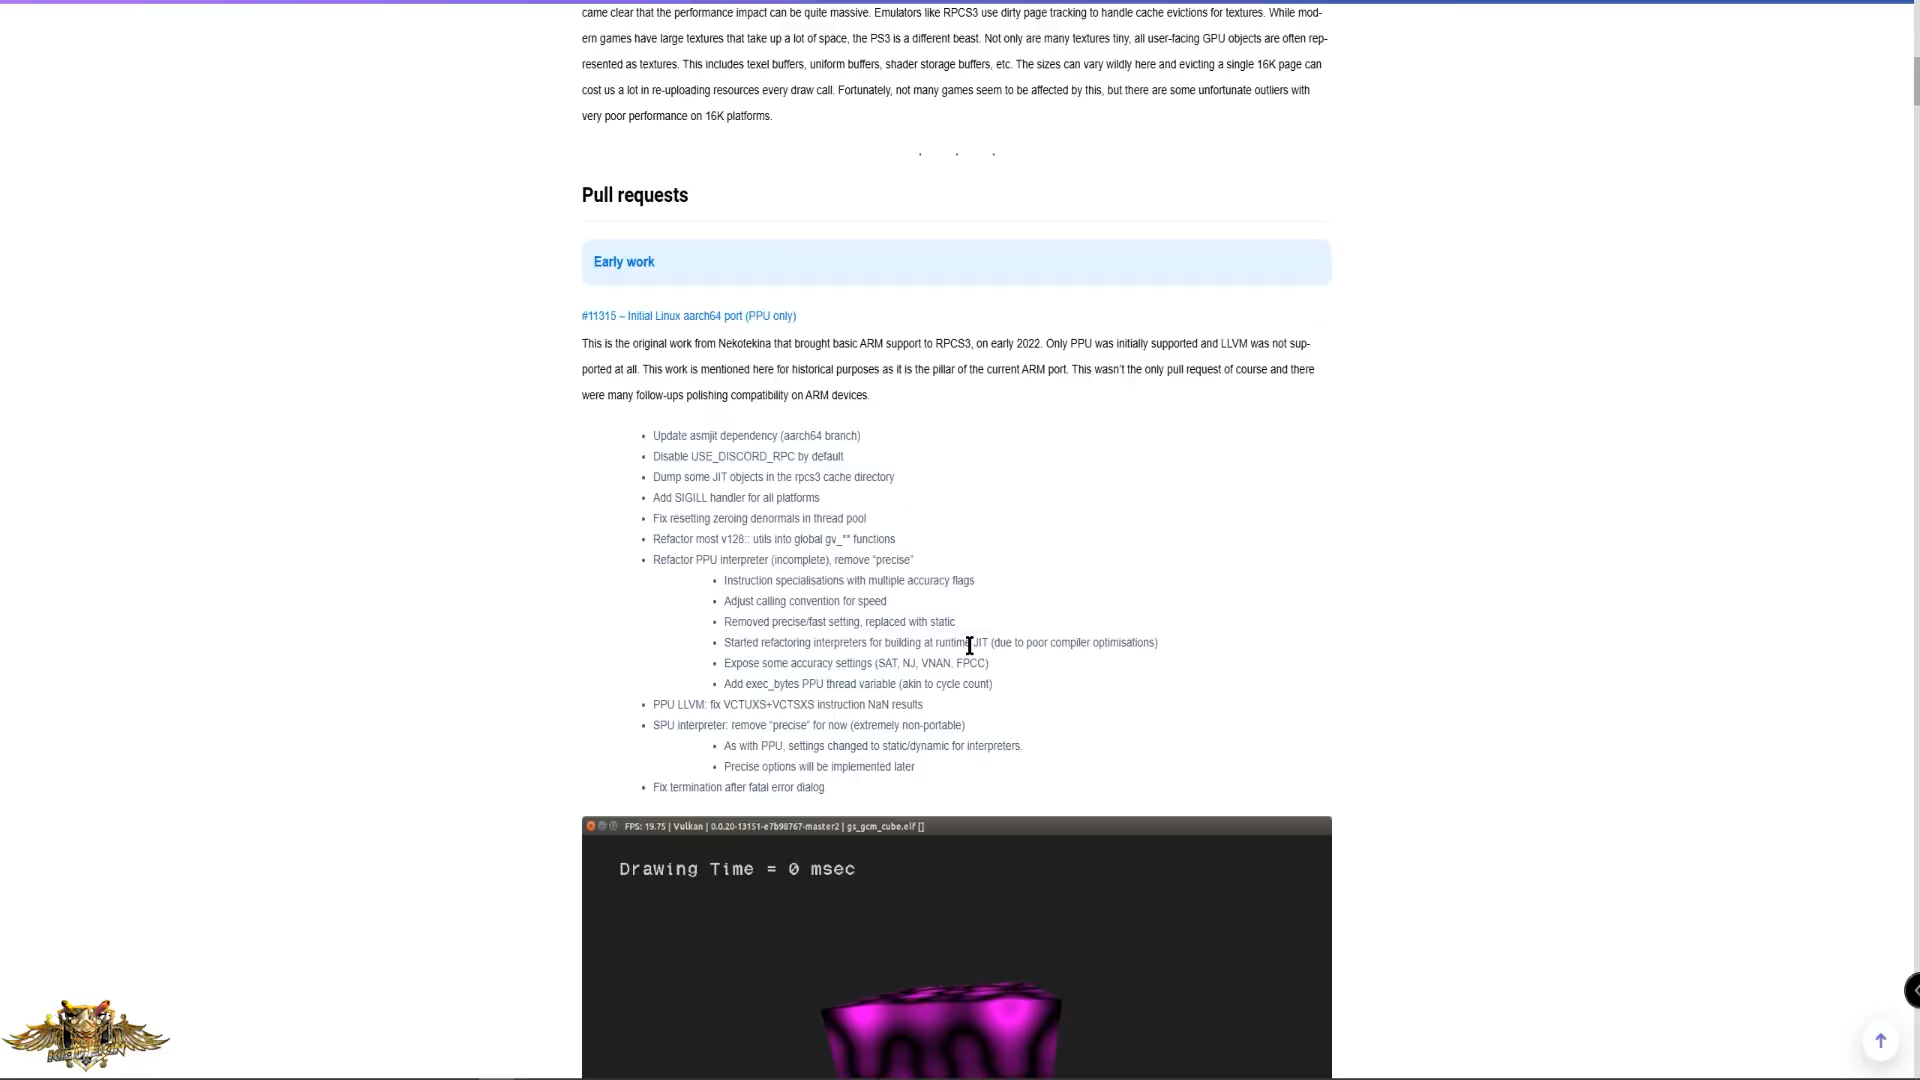 came clear that the performance impact can be quite massive. Emulators like RPCS3 use dirty page tracking to handle cache evictions for textures. While mod-
ern games have large textures that take up a lot of space, the PS3 is a different beast. Not only are many textures tiny, all user-facing GPU objects are often rep-
resented as textures. This includes texel buffers, uniform buffers, shader storage buffers, etc. The sizes can vary wildly here and evicting a single 16K page can
cost us a lot in re-uploading resources every draw call. Fortunately, not many games seem to be affected by this, but there are some unfortunate outliers with
very poor performance on 16K platforms.
. . .
Pull requests
Early work
#11315 – Initial Linux aarch64 port (PPU only)
This is the original work from Nekotekina that brought basic ARM support to RPCS3, on early 2022. Only PPU was initially supported and LLVM was not sup-
ported at all. This work is mentioned here for historical purposes as it is the pillar of the current ARM port. This wasn’t the only pull request of course and there
were many follow-ups polishing compatibility on ARM devices.
• Update asmjit dependency (aarch64 branch)
• Disable USE_DISCORD_RPC by default
• Dump some JIT objects in the rpcs3 cache directory
• Add SIGILL handler for all platforms
• Fix resetting zeroing denormals in thread pool
• Refactor most v128:: utils into global gv_** functions
• Refactor PPU interpreter (incomplete), remove “precise”
• Instruction specialisations with multiple accuracy flags
• Adjust calling convention for speed
• Removed precise/fast setting, replaced with static
• Started refactoring interpreters for building at runtime JIT (due to poor compiler optimisations)
• Expose some accuracy settings (SAT, NJ, VNAN, FPCC)
• Add exec_bytes PPU thread variable (akin to cycle count)
• PPU LLVM: fix VCTUXS+VCTSXS instruction NaN results
• SPU interpreter: remove “precise” for now (extremely non-portable)
• As with PPU, settings changed to static/dynamic for interpreters.
• Precise options will be implemented later
• Fix termination after fatal error dialog
FPS: 19.75 | Vulkan | 0.0.20-13151-e7b98767-master2 | gs_gcm_cube.elf []
Drawing Time = 0 msec